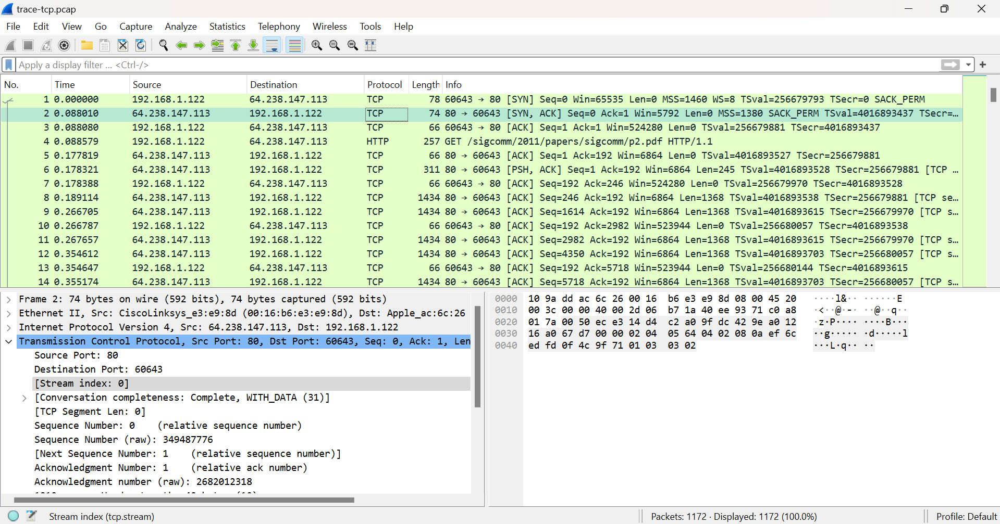 trace-tcp.pcap
File Edit View Go Capture Analyze Statistics Telephony Wireless Tools Help
Apply a display filter ... <Ctrl-/>
No. Time Source Destination Protocol Length Info
1 0.000000 192.168.1.122 64.238.147.113 TCP 78 60643 → 80 [SYN] Seq=0 Win=65535 Len=0 MSS=1460 WS=8 TSval=256679793 TSecr=0 SACK_PERM
2 0.088010 64.238.147.113 192.168.1.122 TCP 74 80 → 60643 [SYN, ACK] Seq=0 Ack=1 Win=5792 Len=0 MSS=1380 SACK_PERM TSval=4016893437 TSecr=…
3 0.088080 192.168.1.122 64.238.147.113 TCP 66 60643 → 80 [ACK] Seq=1 Ack=1 Win=524280 Len=0 TSval=256679881 TSecr=4016893437
4 0.088579 192.168.1.122 64.238.147.113 HTTP 257 GET /sigcomm/2011/papers/sigcomm/p2.pdf HTTP/1.1
5 0.177819 64.238.147.113 192.168.1.122 TCP 66 80 → 60643 [ACK] Seq=1 Ack=192 Win=6864 Len=0 TSval=4016893527 TSecr=256679881
6 0.178321 64.238.147.113 192.168.1.122 TCP 311 80 → 60643 [PSH, ACK] Seq=1 Ack=192 Win=6864 Len=245 TSval=4016893528 TSecr=256679881 [TCP …
7 0.178388 192.168.1.122 64.238.147.113 TCP 66 60643 → 80 [ACK] Seq=192 Ack=246 Win=524280 Len=0 TSval=256679970 TSecr=4016893528
8 0.189114 64.238.147.113 192.168.1.122 TCP 1434 80 → 60643 [ACK] Seq=246 Ack=192 Win=6864 Len=1368 TSval=4016893538 TSecr=256679881 [TCP se…
9 0.266705 64.238.147.113 192.168.1.122 TCP 1434 80 → 60643 [ACK] Seq=1614 Ack=192 Win=6864 Len=1368 TSval=4016893615 TSecr=256679970 [TCP s…
10 0.266787 192.168.1.122 64.238.147.113 TCP 66 60643 → 80 [ACK] Seq=192 Ack=2982 Win=523944 Len=0 TSval=256680057 TSecr=4016893538
11 0.267657 64.238.147.113 192.168.1.122 TCP 1434 80 → 60643 [ACK] Seq=2982 Ack=192 Win=6864 Len=1368 TSval=4016893615 TSecr=256679970 [TCP s…
12 0.354612 64.238.147.113 192.168.1.122 TCP 1434 80 → 60643 [ACK] Seq=4350 Ack=192 Win=6864 Len=1368 TSval=4016893703 TSecr=256680057 [TCP s…
13 0.354647 192.168.1.122 64.238.147.113 TCP 66 60643 → 80 [ACK] Seq=192 Ack=5718 Win=523944 Len=0 TSval=256680144 TSecr=4016893615
14 0.355174 64.238.147.113 192.168.1.122 TCP 1434 80 → 60643 [ACK] Seq=5718 Ack=192 Win=6864 Len=1368 TSval=4016893703 TSecr=256680057 [TCP s…
Frame 2: 74 bytes on wire (592 bits), 74 bytes captured (592 bits)
Ethernet II, Src: CiscoLinksys_e3:e9:8d (00:16:b6:e3:e9:8d), Dst: Apple_ac:6c:26
Internet Protocol Version 4, Src: 64.238.147.113, Dst: 192.168.1.122
Transmission Control Protocol, Src Port: 80, Dst Port: 60643, Seq: 0, Ack: 1, Len
Source Port: 80
Destination Port: 60643
[Stream index: 0]
[Conversation completeness: Complete, WITH_DATA (31)]
[TCP Segment Len: 0]
Sequence Number: 0 (relative sequence number)
Sequence Number (raw): 349487776
[Next Sequence Number: 1 (relative sequence number)]
Acknowledgment Number: 1 (relative ack number)
Acknowledgment number (raw): 2682012318
0000 10 9a dd ac 6c 26 00 16 b6 e3 e9 8d 08 00 45 20 ····l&·· ······E
0010 00 3c 00 00 40 00 2d 06 b7 1a 40 ee 93 71 c0 a8 ·<··@·-· ··@··q··
0020 01 7a 00 50 ec e3 14 d4 c2 a0 9f dc 42 9e a0 12 ·z·P···· ····B···
0030 16 a0 67 d7 00 00 02 04 05 64 04 02 08 0a ef 6c ··g····· ·d·····l
0040 ed fd 0f 4c 9f 71 01 03 03 02 ···L·q·· ··
Stream index (tcp.stream)
Packets: 1172 · Displayed: 1172 (100.0%)
Profile: Default